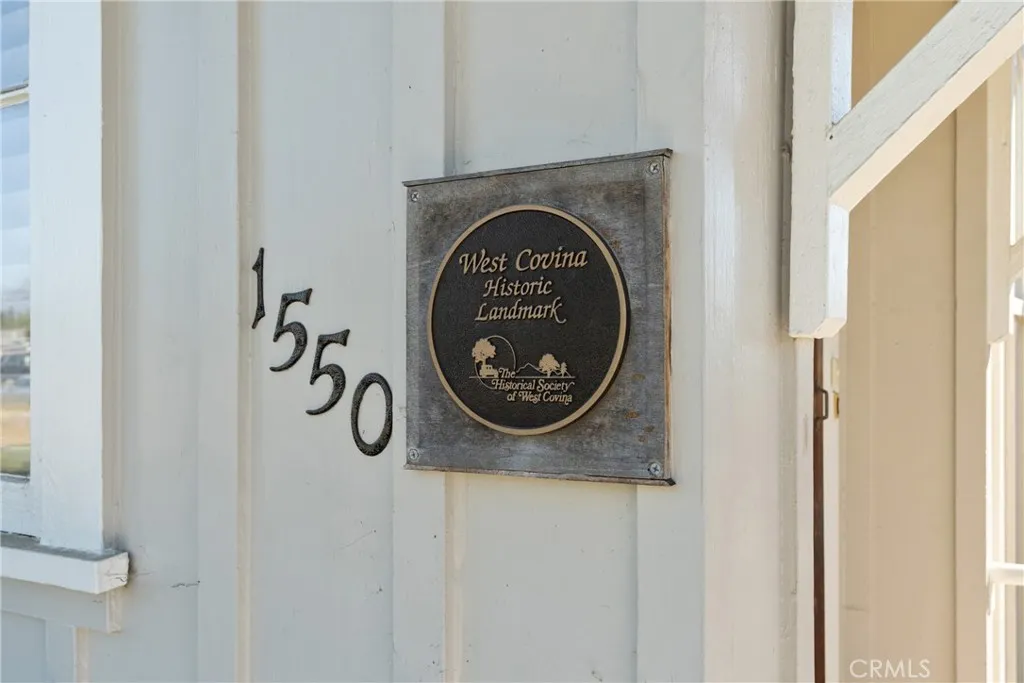 1550
West Covina
Historic
Landmark
The
Historical Society
of West Covina
CRMLS